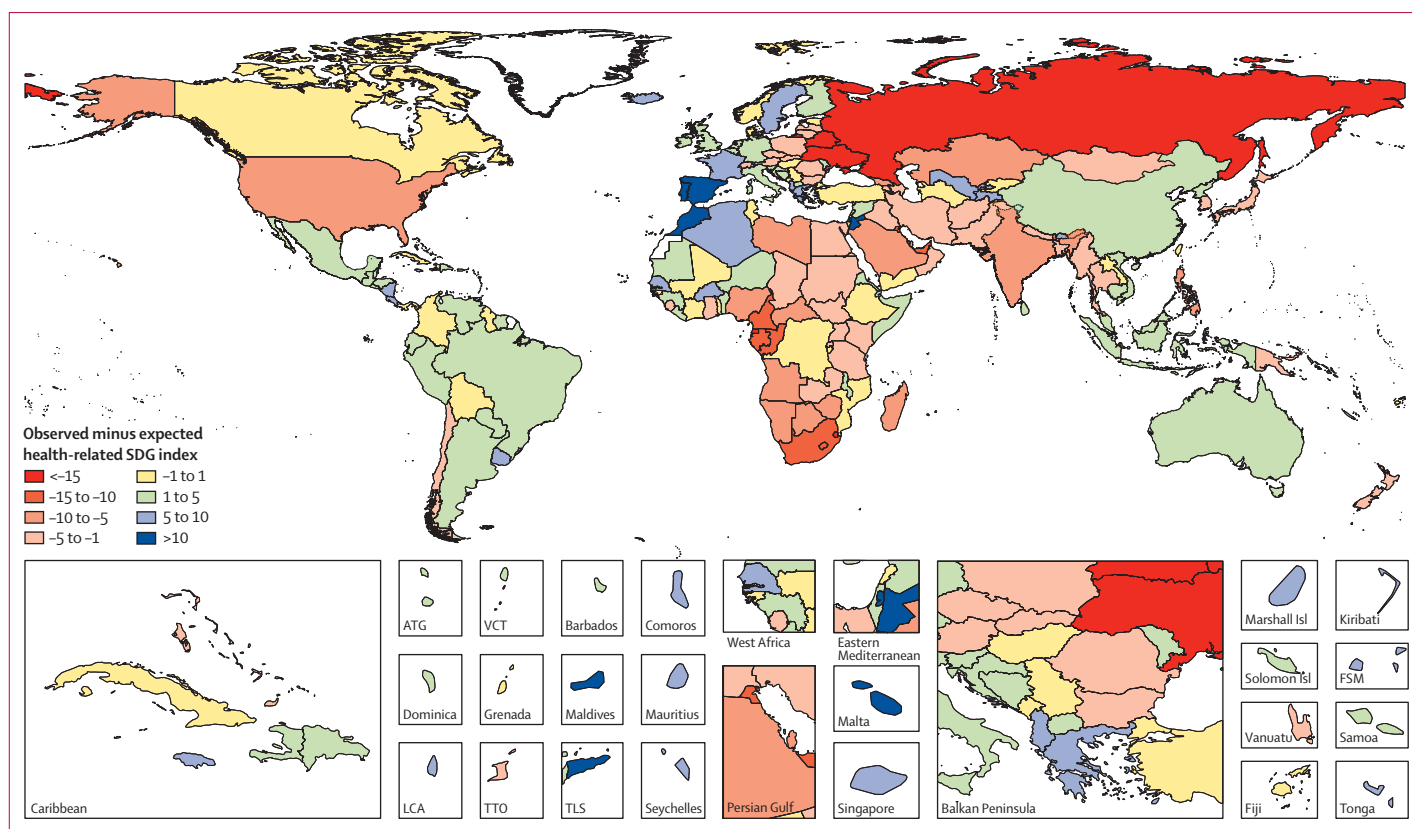 Observed minus expected
health-related SDG index
<–15
–15 to –10
–10 to –5
–5 to –1
–1 to 1
1 to 5
5 to 10
>10
Caribbean
ATG
VCT
Barbados
Comoros
Dominica
Grenada
Maldives
Mauritius
LCA
TTO
TLS
Seychelles
West Africa
Eastern
Mediterranean
Persian Gulf
Malta
Singapore
Balkan Peninsula
Marshall Isl
Kiribati
Solomon Isl
FSM
Vanuatu
Samoa
Fiji
Tonga